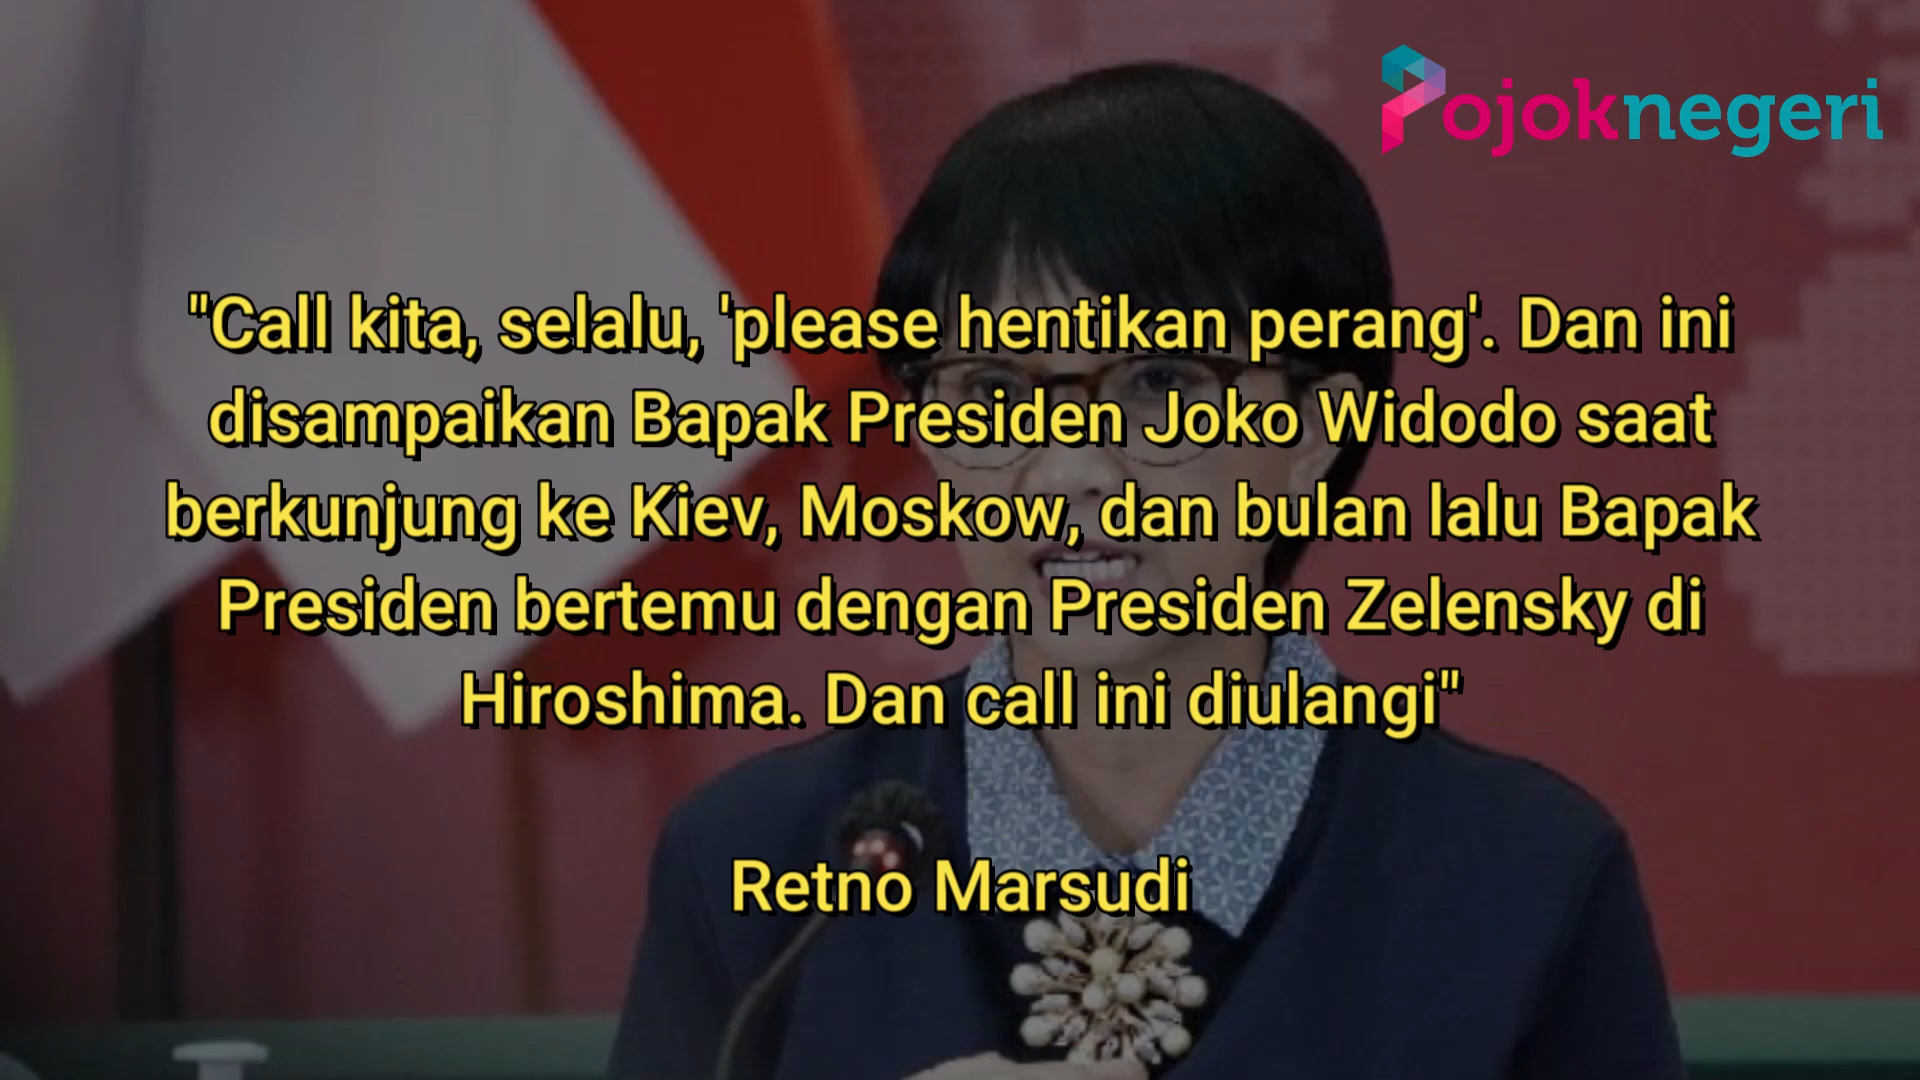 Pojoknegeri
"Call kita, selalu, 'please hentikan perang'. Dan ini
disampaikan Bapak Presiden Joko Widodo saat
berkunjung ke Kiev, Moskow, dan bulan lalu Bapak
Presiden bertemu dengan Presiden Zelensky di
Hiroshima. Dan call ini diulangi"
Retno Marsudi